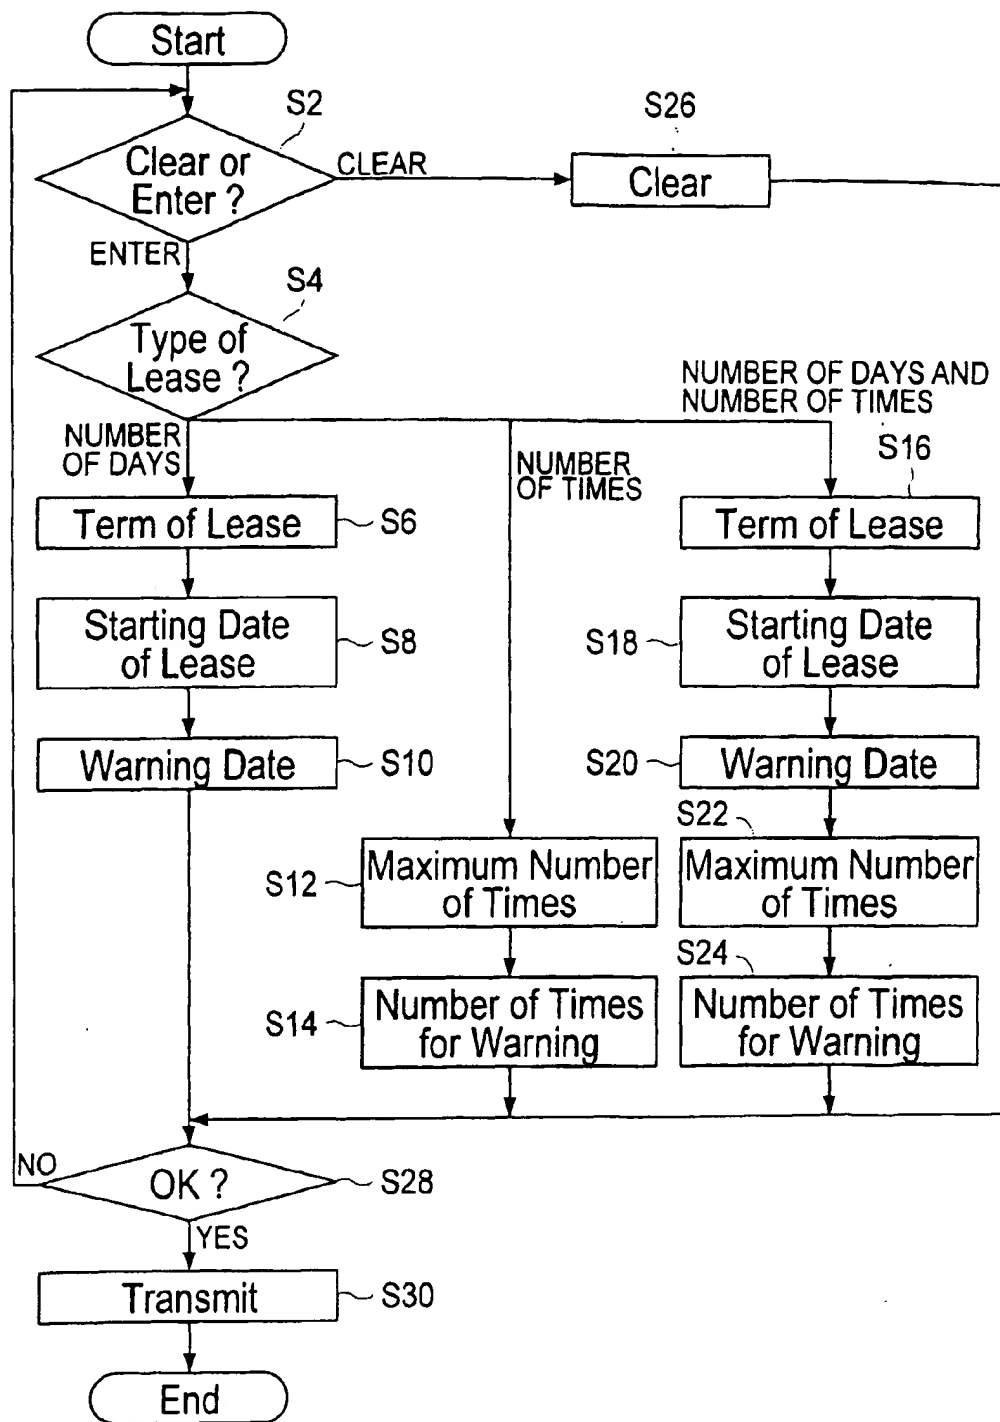 Start
S2
S26
Clear or
Enter ?
CLEAR
Clear
ENTER
S4
Type of
Lease ?
NUMBER OF DAYS AND
NUMBER OF TIMES
NUMBER
OF DAYS
NUMBER
OF TIMES
S16
Term of Lease
S6
Term of Lease
Starting Date
of Lease
S8
S18
Starting Date
of Lease
Warning Date
S10
S20
Warning Date
S22
S12
Maximum Number
of Times
Maximum Number
of Times
S24
S14
Number of Times
for Warning
Number of Times
for Warning
NO
OK ?
S28
YES
Transmit
S30
End